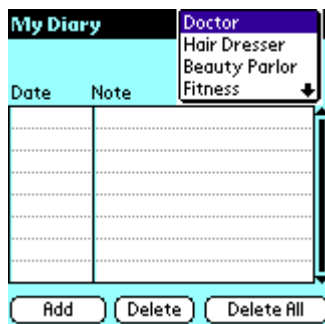 My Diary
Doctor
Hair Dresser
Beauty Parlor
Fitness
Date Note
Add Delete Delete All